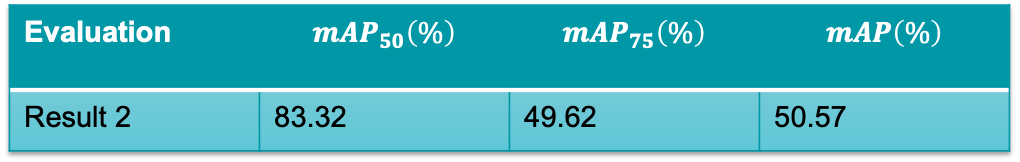 Evaluation mAP₅₀(%) mAP₇₅(%) mAP(%)
Result 2 83.32 49.62 50.57